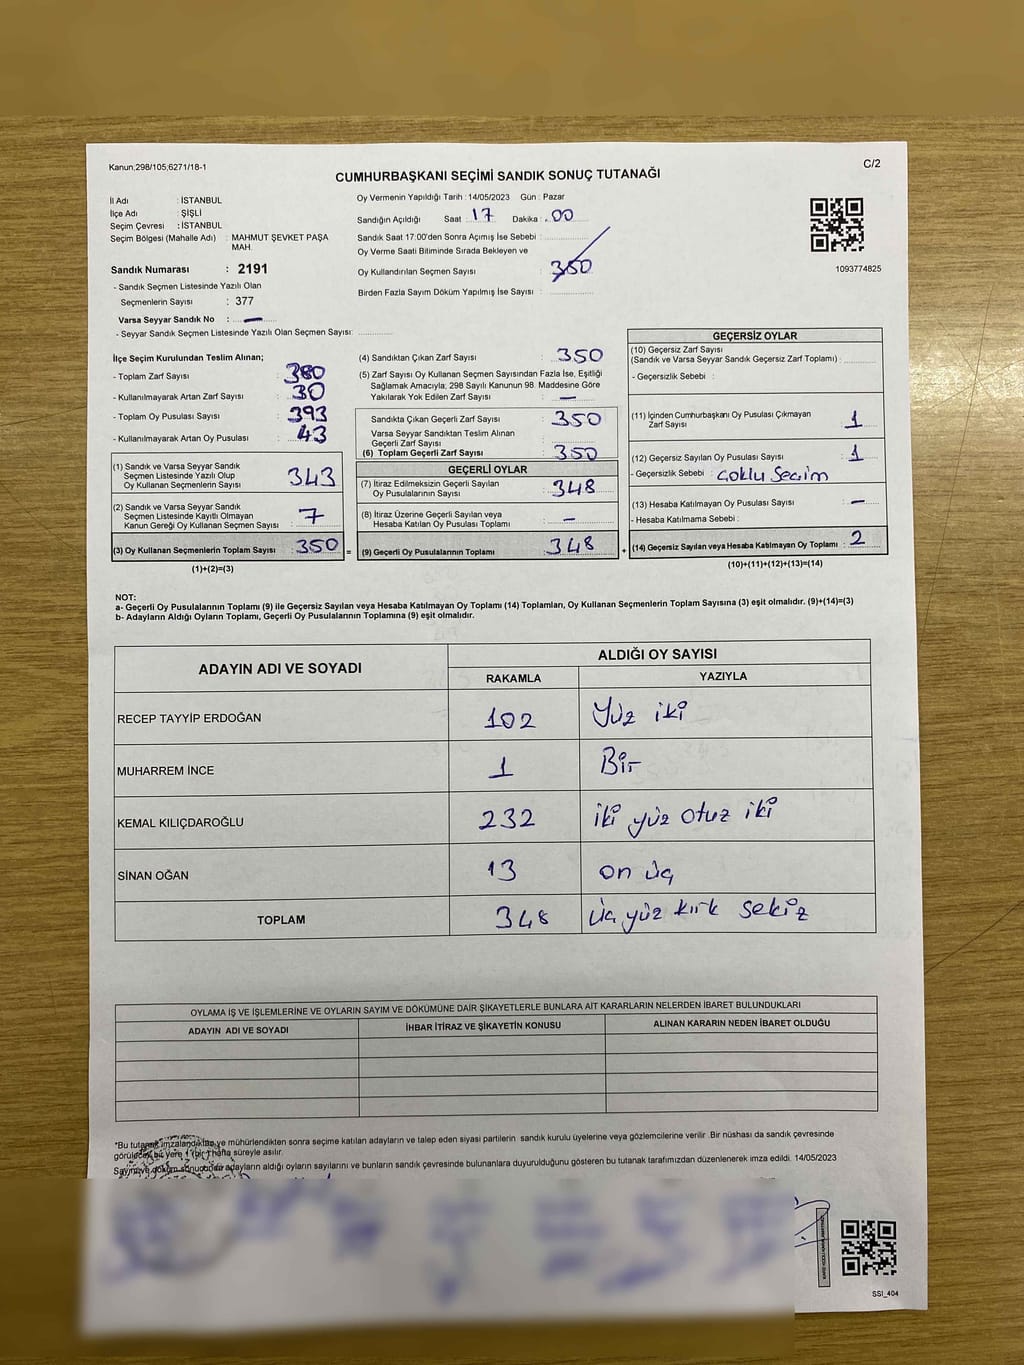 Kanun;298/105,6271/18-1
C/2
CUMHURBAŞKANI SEÇİMİ SANDIK SONUÇ TUTANAĞI
İl Adı : İSTANBUL
İlçe Adı : ŞİŞLİ
Seçim Çevresi : İSTANBUL
Seçim Bölgesi (Mahalle Adı) : MAHMUT ŞEVKET PAŞA
MAH.
Sandık Numarası : 2191
- Sandık Seçmen Listesinde Yazılı Olan
Seçmenlerin Sayısı : 377
Varsa Seyyar Sandık No : —
- Seyyar Sandık Seçmen Listesinde Yazılı Olan Seçmen Sayısı:
Oy Vermenin Yapıldığı Tarih : 14/05/2023 Gün : Pazar
Sandığın Açıldığı Saat : 17 Dakika : 00
Sandık Saat 17:00'den Sonra Açımış İse Sebebi :
Oy Verme Saati Bitiminde Sırada Bekleyen ve
Oy Kullandırılan Seçmen Sayısı : 350
Birden Fazla Sayım Döküm Yapılmış İse Sayısı :
1093774825
İlçe Seçim Kurulundan Teslim Alınan;
- Toplam Zarf Sayısı : 380
- Kullanılmayarak Artan Zarf Sayısı : 30
- Toplam Oy Pusulası Sayısı : 393
- Kullanılmayarak Artan Oy Pusulası : 43
(1) Sandık ve Varsa Seyyar Sandık
Seçmen Listesinde Yazılı Olup
Oy Kullanan Seçmenlerin Sayısı : 343
(2) Sandık ve Varsa Seyyar Sandık
Seçmen Listesinde Kayıtlı Olmayan
Kanun Gereği Oy Kullanan Seçmen Sayısı : 7
(3) Oy Kullanan Seçmenlerin Toplam Sayısı : 350 =
(1)+(2)=(3)
(4) Sandıktan Çıkan Zarf Sayısı : 350
(5) Zarf Sayısı Oy Kullanan Seçmen Sayısından Fazla İse, Eşitliği
Sağlamak Amacıyla; 298 Sayılı Kanunun 98. Maddesine Göre
Yakılarak Yok Edilen Zarf Sayısı : —
Sandıkta Çıkan Geçerli Zarf Sayısı : 350
Varsa Seyyar Sandıktan Teslim Alınan
Geçerli Zarf Sayısı :
(6) Toplam Geçerli Zarf Sayısı : 350
GEÇERLİ OYLAR
(7) İtiraz Edilmeksizin Geçerli Sayılan
Oy Pusulalarının Sayısı : 348
(8) İtiraz Üzerine Geçerli Sayılan veya
Hesaba Katılan Oy Pusulası Toplamı : —
(9) Geçerli Oy Pusulalarının Toplamı : 348 +
GEÇERSİZ OYLAR
(10) Geçersiz Zarf Sayısı
(Sandık ve Varsa Seyyar Sandık Geçersiz Zarf Toplamı) :
- Geçersizlik Sebebi :
(11) İçinden Cumhurbaşkanı Oy Pusulası Çıkmayan
Zarf Sayısı : 1
(12) Geçersiz Sayılan Oy Pusulası Sayısı : 1
- Geçersizlik Sebebi : Çoklu Seçim
(13) Hesaba Katılmayan Oy Pusulası Sayısı : —
- Hesaba Katılmama Sebebi :
(14) Geçersiz Sayılan veya Hesaba Katılmayan Oy Toplamı : 2
(10)+(11)+(12)+(13)=(14)
NOT:
a- Geçerli Oy Pusulalarının Toplamı (9) ile Geçersiz Sayılan veya Hesaba Katılmayan Oy Toplamı (14) Toplamları, Oy Kullanan Seçmenlerin Toplam Sayısına (3) eşit olmalıdır. (9)+(14)=(3)
b- Adayların Aldığı Oyların Toplamı, Geçerli Oy Pusulalarının Toplamına (9) eşit olmalıdır.
ADAYIN ADI VE SOYADI
ALDIĞI OY SAYISI
RAKAMLA YAZIYLA
RECEP TAYYİP ERDOĞAN 102 Yüz iki
MUHARREM İNCE 1 Bir
KEMAL KILIÇDAROĞLU 232 iki yüz otuz iki
SİNAN OĞAN 13 on üç
TOPLAM 348 üç yüz kırk sekiz
OYLAMA İŞ VE İŞLEMLERİNE VE OYLARIN SAYIM VE DÖKÜMÜNE DAİR ŞİKAYETLERLE BUNLARA AİT KARARLARIN NELERDEN İBARET BULUNDUKLARI
ADAYIN ADI VE SOYADI İHBAR İTİRAZ VE ŞİKAYETİN KONUSU ALINAN KARARIN NEDEN İBARET OLDUĞU
*Bu tutanak imzalandıktan ve mühürlendikten sonra seçime katılan adayların ve talep eden siyasi partilerin sandık kurulu üyelerine veya gözlemcilerine verilir .Bir nüshası da sandık çevresinde
görülecek bir yere 1 (bir) hafta süreyle asılır.
Sayım ve döküm sonucunda adayların aldığı oyların sayılarını ve bunların sandık çevresinde bulunanlara duyurulduğunu gösteren bu tutanak tarafımızdan düzenlenerek imza edildi. 14/05/2023
SSI_404